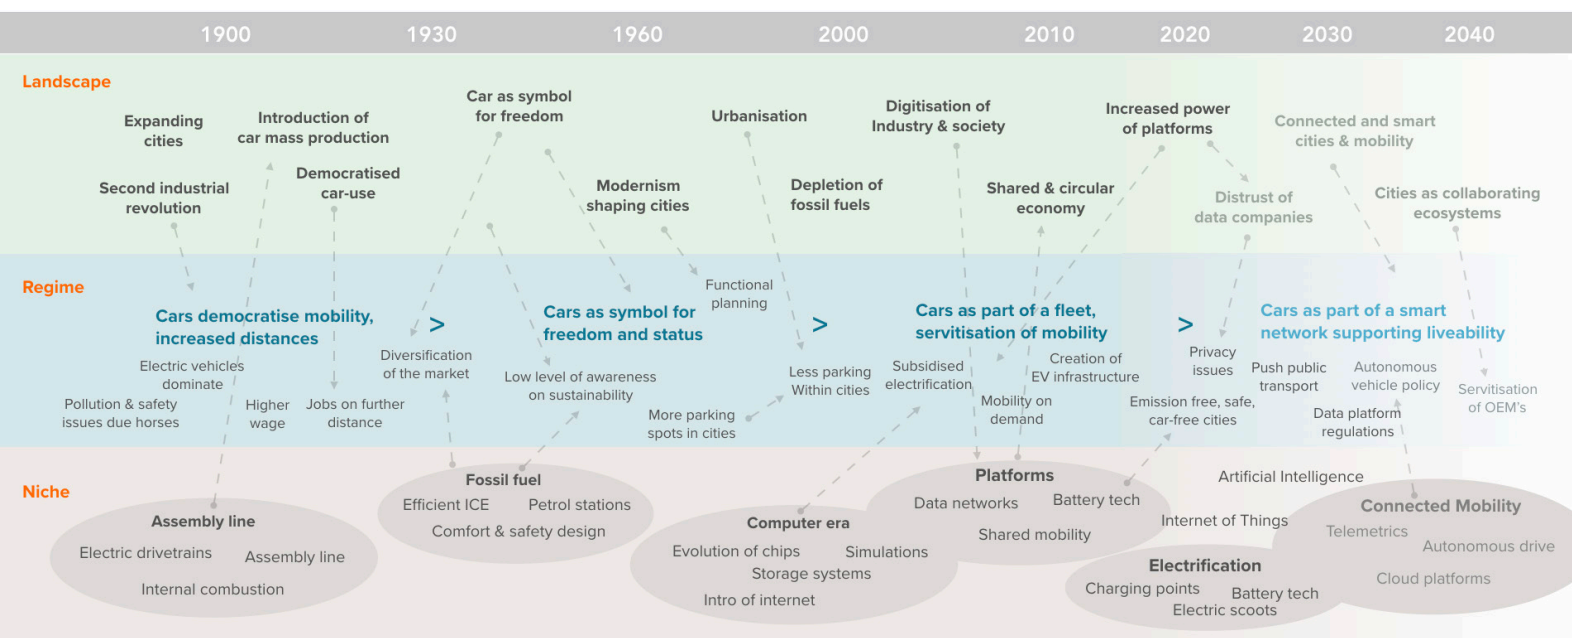 1900 1930 1960 2000 2010 2020 2030 2040
Landscape
Expanding
cities
Introduction of
car mass production
Second industrial
revolution
Democratised
car-use
Car as symbol
for freedom
Modernism
shaping cities
Urbanisation
Depletion of
fossil fuels
Digitisation of
Industry & society
Shared & circular
economy
Increased power
of platforms
Distrust of
data companies
Connected and smart
cities & mobility
Cities as collaborating
ecosystems
Regime
Cars democratise mobility,
increased distances
>
Cars as symbol for
freedom and status
Functional
planning
>
Cars as part of a fleet,
servitisation of mobility
>
Cars as part of a smart
network supporting liveability
Electric vehicles
dominate
Pollution & safety
issues due horses
Higher
wage
Jobs on further
distance
Diversification
of the market
Low level of awareness
on sustainability
More parking
spots in cities
Less parking
Within cities
Subsidised
electrification
Mobility on
demand
Creation of
EV infrastructure
Privacy
issues
Emission free, safe,
car-free cities
Push public
transport
Data platform
regulations
Autonomous
vehicle policy
Servitisation
of OEM's
Niche
Assembly line
Electric drivetrains
Assembly line
Internal combustion
Fossil fuel
Efficient ICE
Petrol stations
Comfort & safety design
Computer era
Evolution of chips
Simulations
Storage systems
Intro of internet
Platforms
Data networks
Battery tech
Shared mobility
Artificial Intelligence
Internet of Things
Electrification
Charging points
Battery tech
Electric scoots
Connected Mobility
Telemetrics
Autonomous drive
Cloud platforms